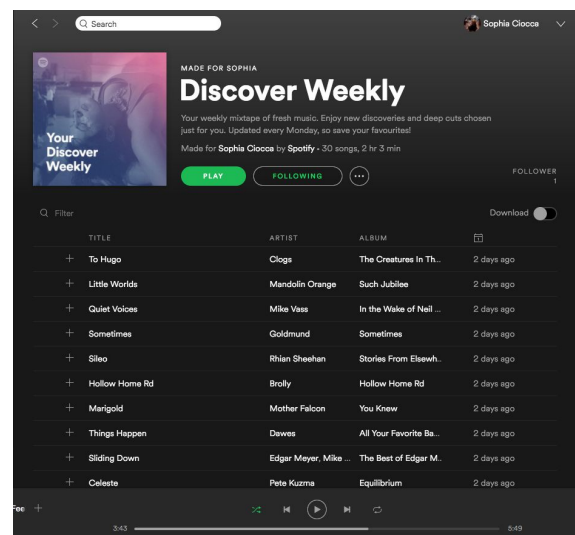 Search
Sophia Ciocca
MADE FOR SOPHIA
Discover Weekly
Your weekly mixtape of fresh music. Enjoy new discoveries and deep cuts chosen
just for you. Updated every Monday, so save your favourites!
Made for Sophia Ciocca by Spotify • 30 songs, 2 hr 3 min
Your
Discover
Weekly
PLAY
FOLLOWING
FOLLOWER
1
Filter
Download
TITLE ARTIST ALBUM
To Hugo Clogs The Creatures In Th... 2 days ago
Little Worlds Mandolin Orange Such Jubilee 2 days ago
Quiet Voices Mike Vass In the Wake of Neil ... 2 days ago
Sometimes Goldmund Sometimes 2 days ago
Sileo Rhian Sheehan Stories From Elsewh.. 2 days ago
Hollow Home Rd Brolly Hollow Home Rd 2 days ago
Marigold Mother Falcon You Knew 2 days ago
Things Happen Dawes All Your Favorite Ba... 2 days ago
Sliding Down Edgar Meyer, Mike ... The Best of Edgar M.. 2 days ago
Celeste Pete Kuzma Equilibrium 2 days ago
Fee
3:43 5:49